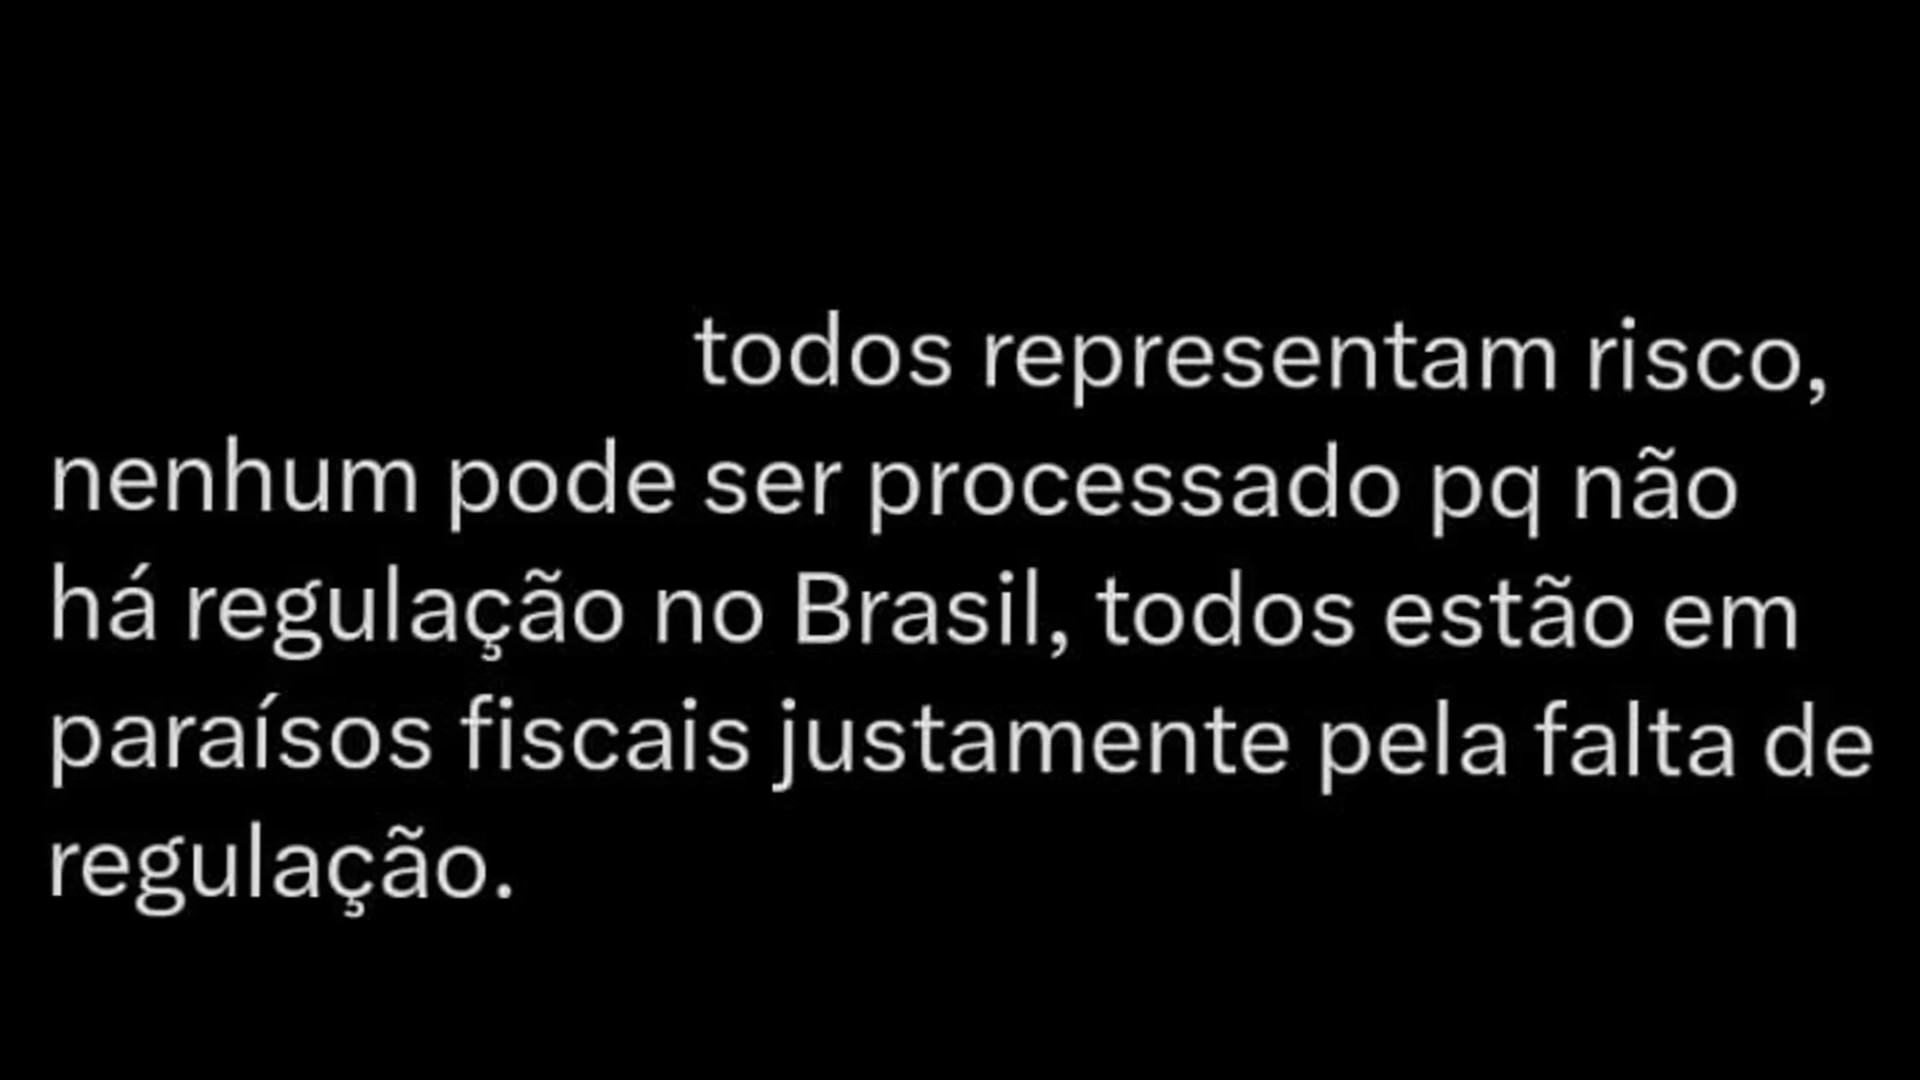 todos representam risco,
nenhum pode ser processado pq não
há regulação no Brasil, todos estão em
paraísos fiscais justamente pela falta de
regulação.